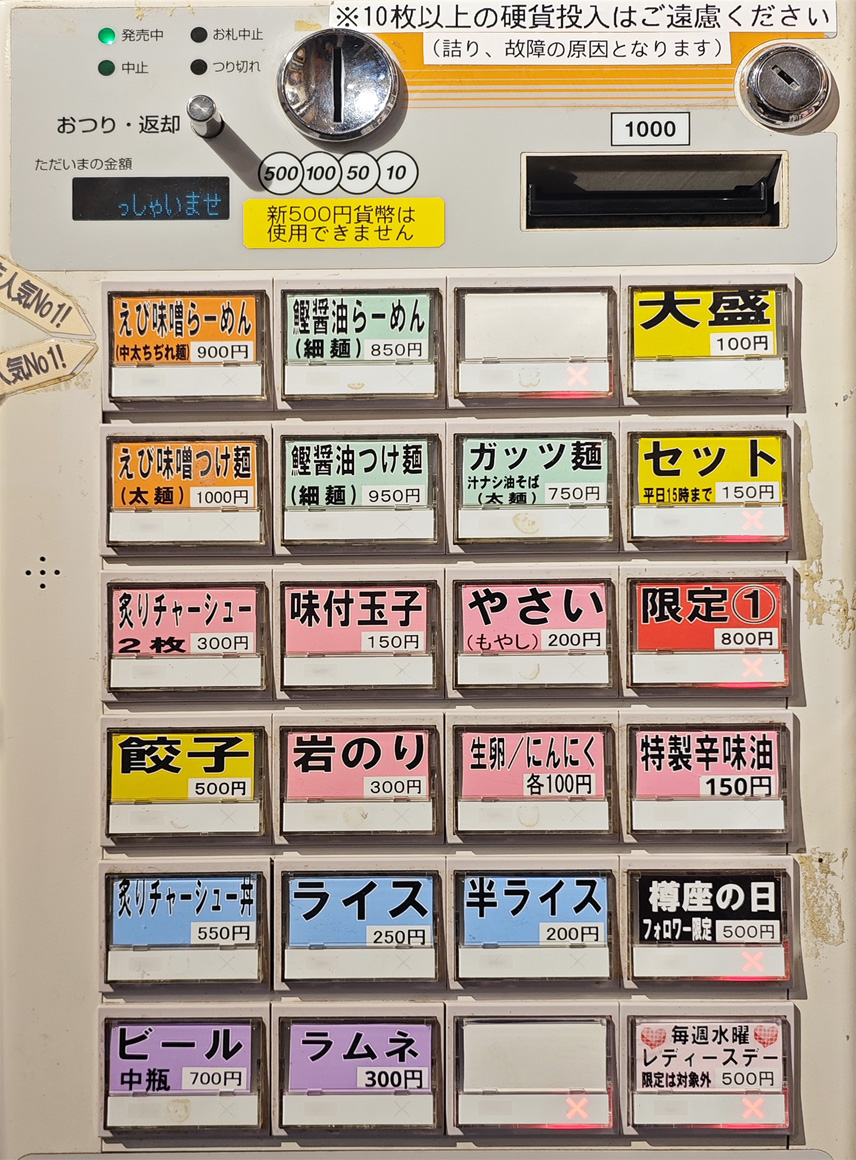 ※10枚以上の硬貨投入はご遠慮ください
（詰り、故障の原因となります）
発売中
お札中止
中止
つり切れ
おつり・返却
1000
ただいまの金額
500 100 50 10
っしゃいませ
新500円貨幣は
使用できません
人気No1!
人気No1!
えび味噌らーめん
(中太ちぢれ麺) 900円
鰹醤油らーめん
(細麺) 850円
大盛
100円
えび味噌つけ麺
(太麺) 1000円
鰹醤油つけ麺
(細麺) 950円
ガッツ麺
汁ナシ油そば
(太麺) 750円
セット
平日15時まで 150円
炙りチャーシュー
2枚 300円
味付玉子
150円
やさい
(もやし) 200円
限定①
800円
餃子
500円
岩のり
300円
生卵/にんにく
各100円
特製辛味油
150円
炙りチャーシュー丼
550円
ライス
250円
半ライス
200円
樽座の日
フォロワー限定 500円
ビール
中瓶 700円
ラムネ
300円
毎週水曜
レディースデー
限定は対象外 500円